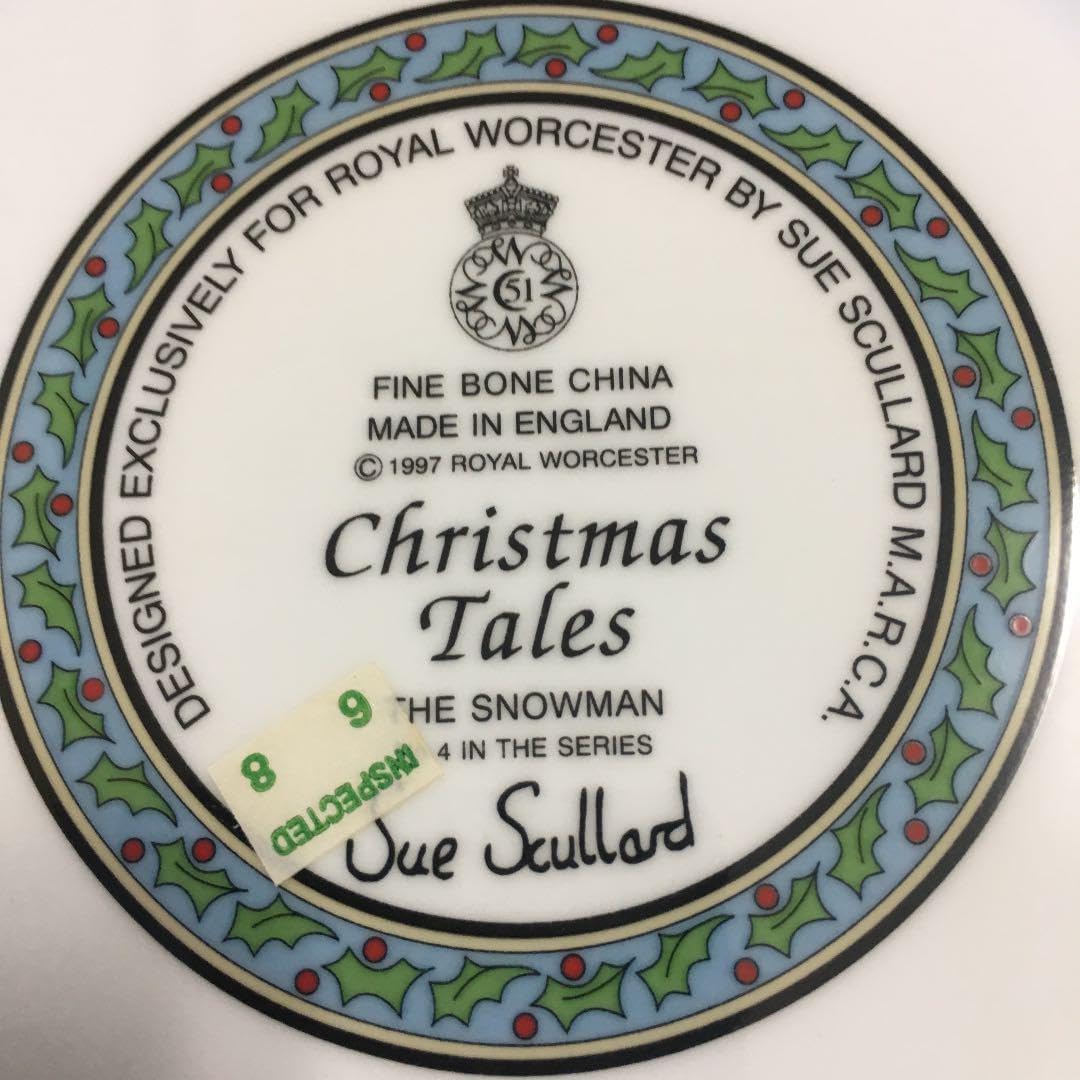 DESIGNED EXCLUSIVELY FOR ROYAL WORCESTER BY SUE SCULLARD M.A.R.C.A.
51
FINE BONE CHINA
MADE IN ENGLAND
© 1997 ROYAL WORCESTER
Christmas
Tales
THE SNOWMAN
4 IN THE SERIES
Sue Scullard
INSPECTED
8 6